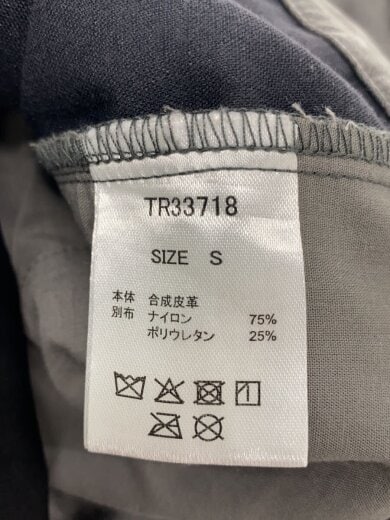 TR33718
SIZE S
本体 合成皮革
別布 ナイロン 75%
ポリウレタン 25%